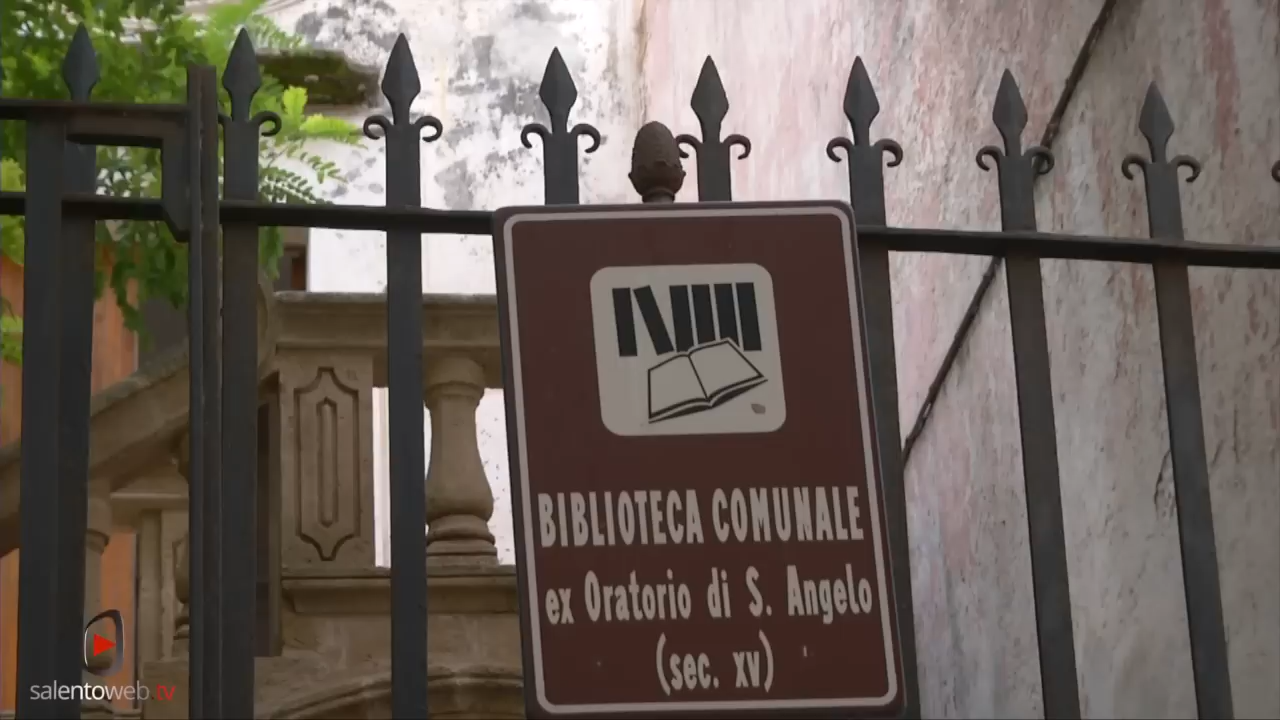 BIBLIOTECA COMUNALE
ex Oratorio di S. Angelo
(sec. xv)
salentoweb.tv